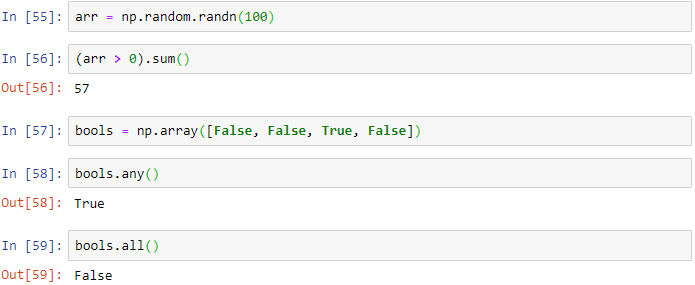 In [55]: arr = np.random.randn(100)
In [56]: (arr > 0).sum()
Out[56]: 57
In [57]: bools = np.array([False, False, True, False])
In [58]: bools.any()
Out[58]: True
In [59]: bools.all()
Out[59]: False